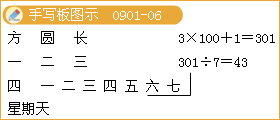 手写板图示 0901-06
方 圆 长 3×100+1=301
一 二 三 301÷7=43
四 一 二 三 四 五 六 七
星期天